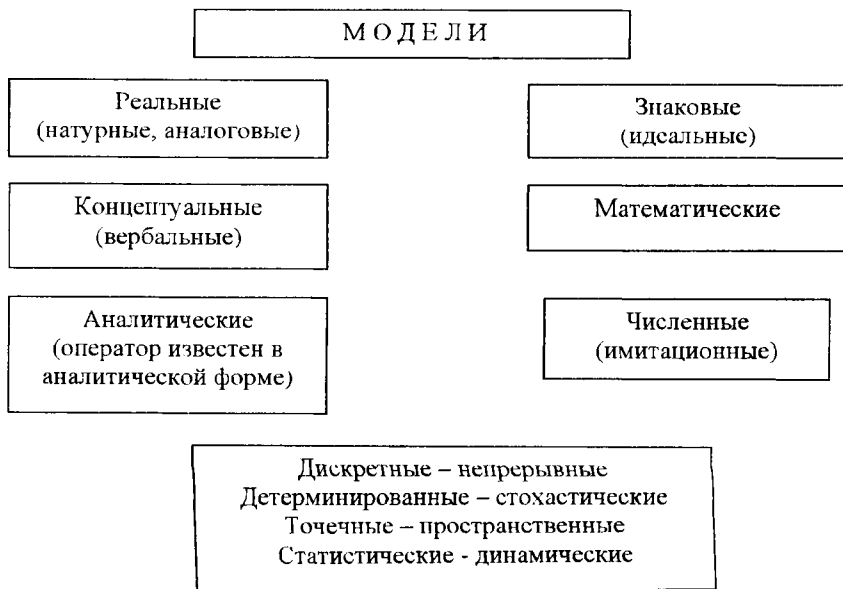 М О Д Е Л И
Реальные
(натурные, аналоговые)
Знаковые
(идеальные)
Концептуальные
(вербальные)
Математические
Аналитические
(оператор известен в
аналитической форме)
Численные
(имитационные)
Дискретные – непрерывные
Детерминированные – стохастические
Точечные – пространственные
Статистические - динамические